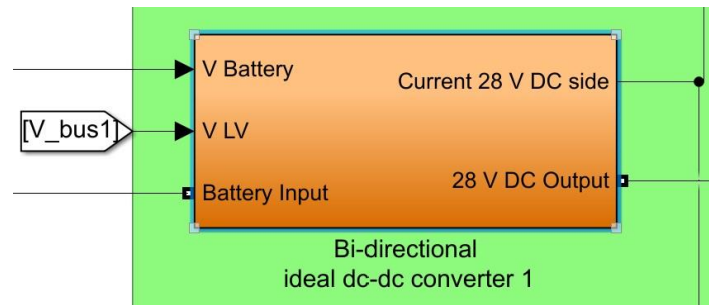 V Battery
Current 28 V DC side
[V_bus1]
V LV
28 V DC Output
Battery Input
Bi-directional
ideal dc-dc converter 1